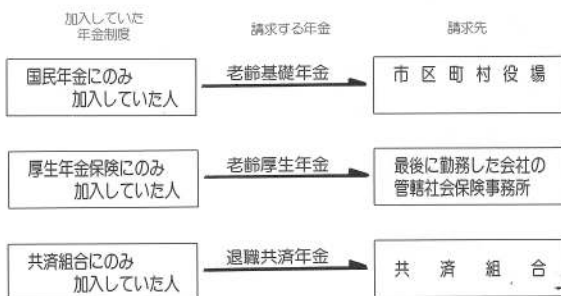 加入していた
年金制度
請求する年金
請求先
国民年金にのみ
加入していた人
老齢基礎年金
市区町村役場
厚生年金保険にのみ
加入していた人
老齢厚生年金
最後に勤務した会社の
管轄社会保険事務所
共済組合にのみ
加入していた人
退職共済年金
共済組合